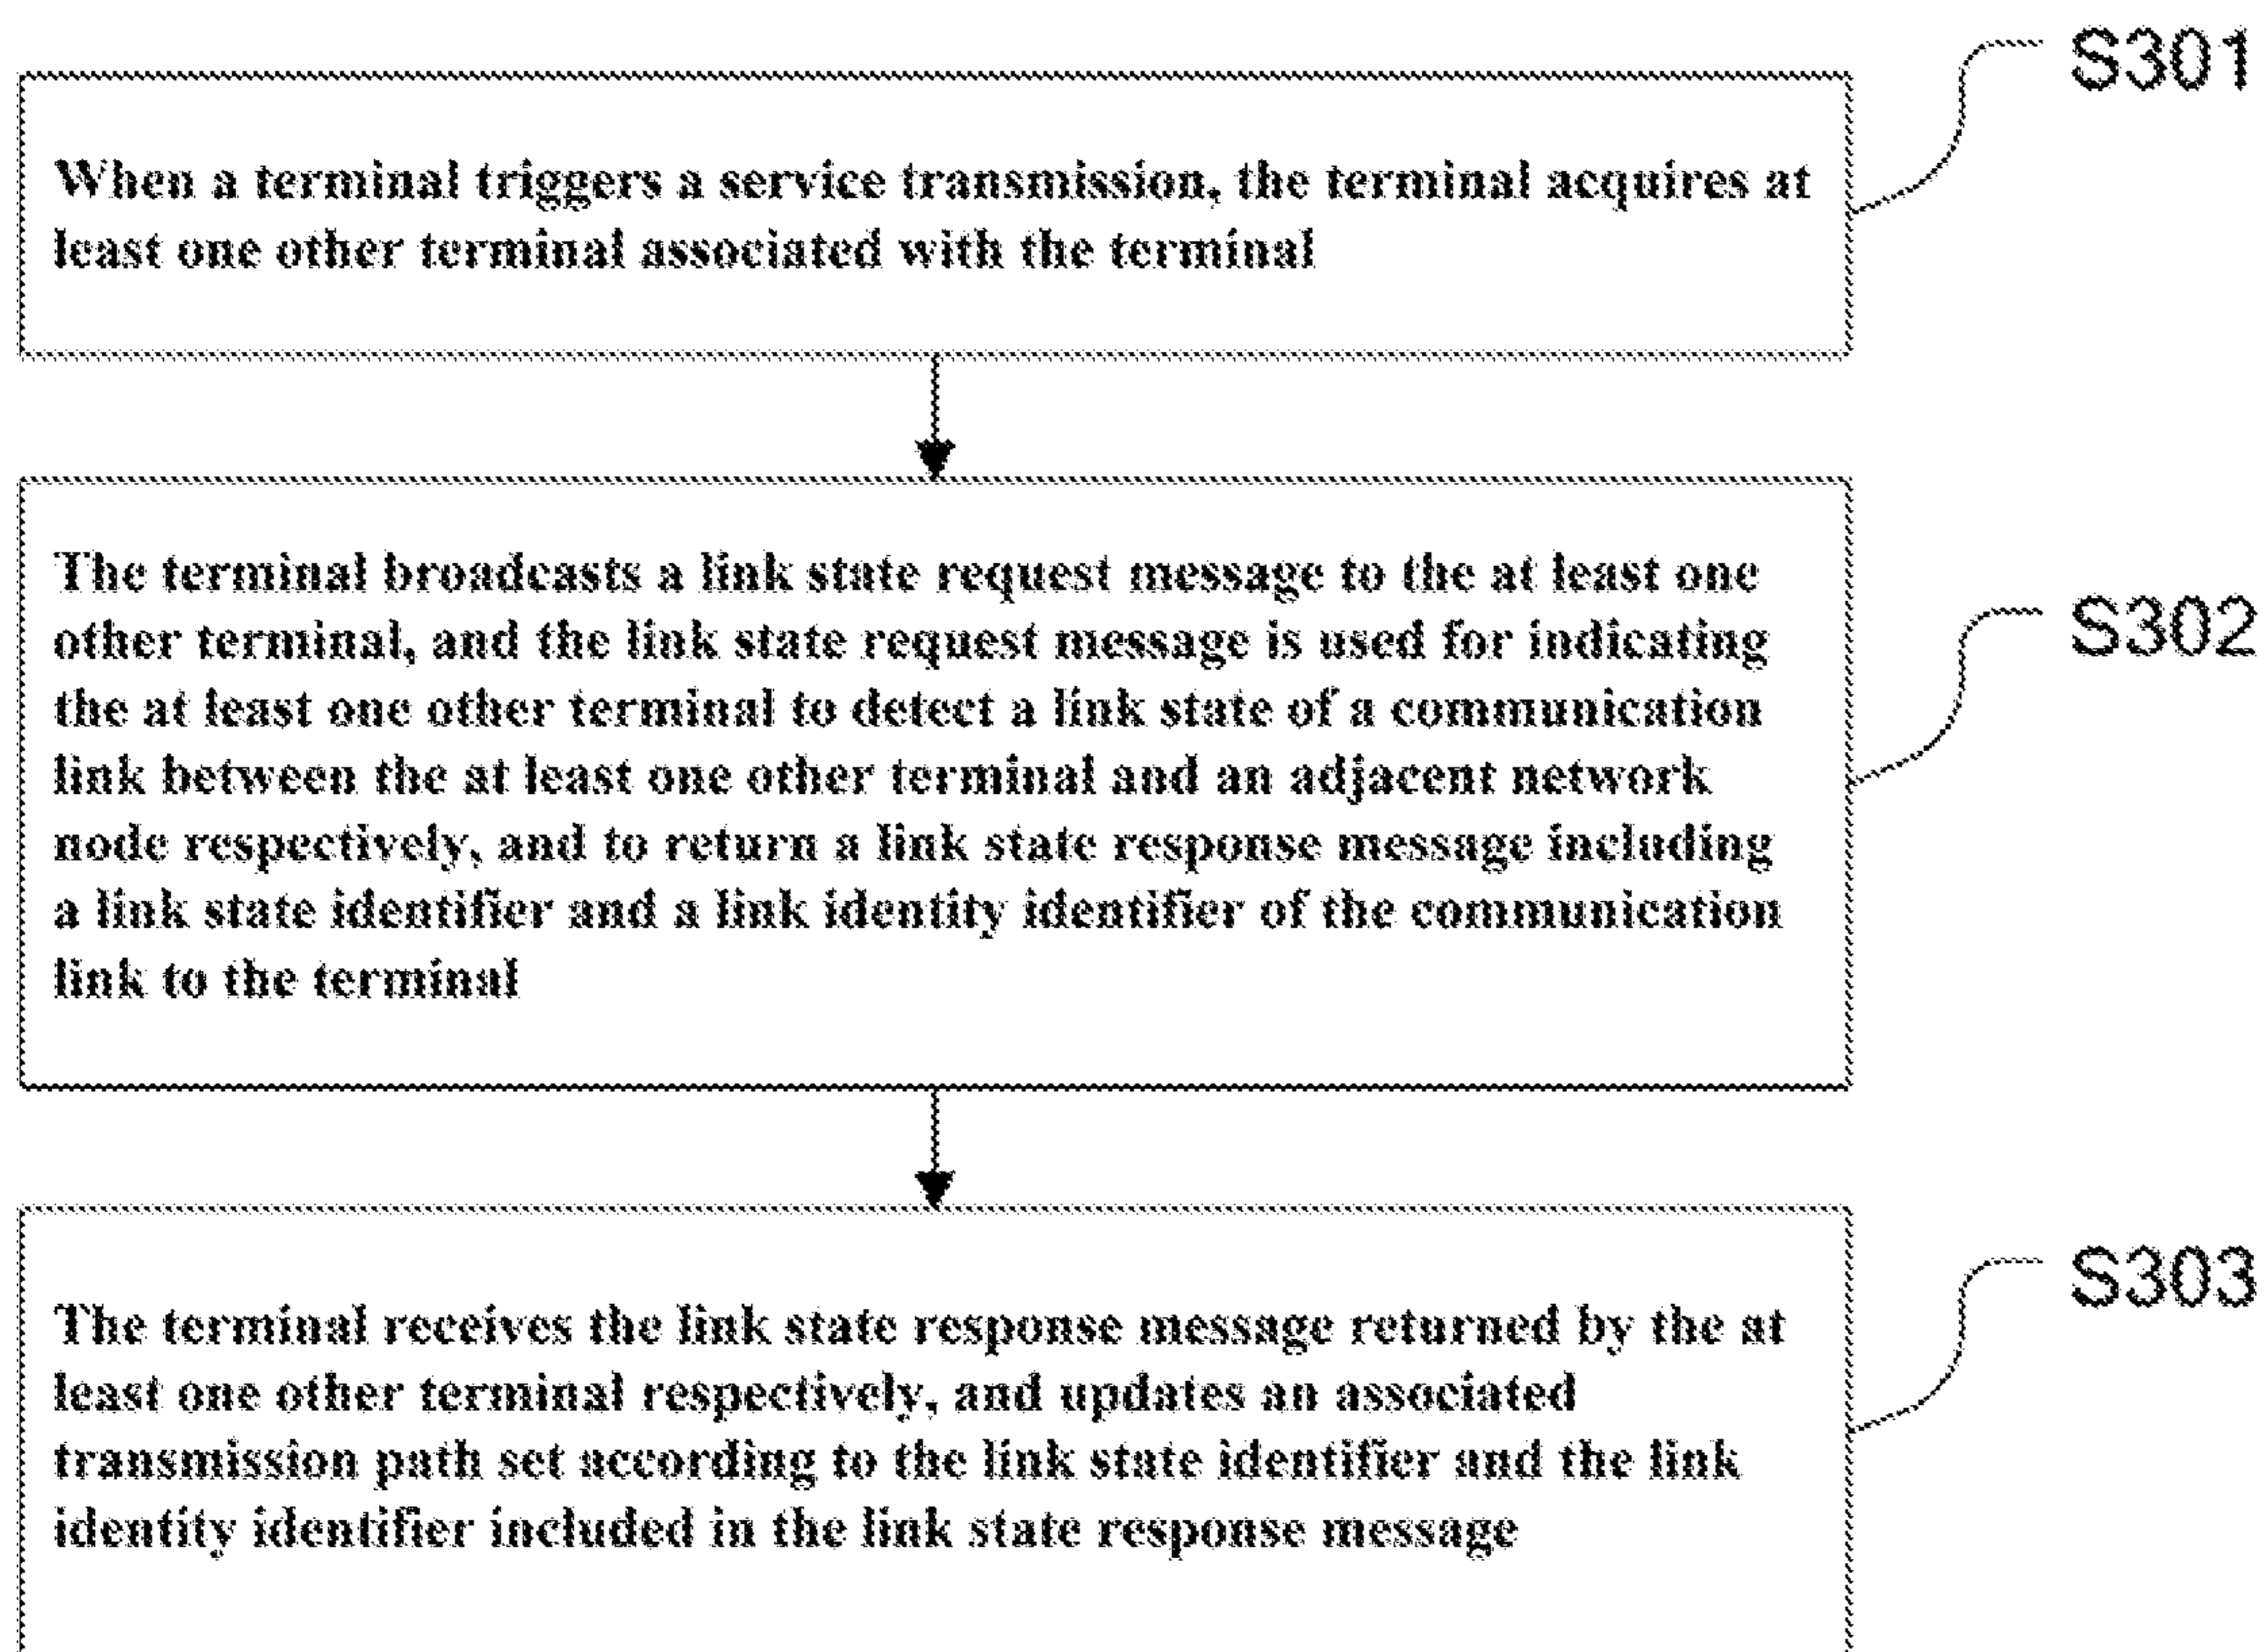 S301
When a terminal triggers a service transmission, the terminal acquires at
least one other terminal associated with the terminal
S302
The terminal broadcasts a link state request message to the at least one
other terminal, and the link state request message is used for indicating
the at least one other terminal to detect a link state of a communication
link between the at least one other terminal and an adjacent network
node respectively, and to return a link state response message including
a link state identifier and a link identity identifier of the communication
link to the terminal
S303
The terminal receives the link state response message returned by the at
least one other terminal respectively, and updates an associated
transmission path set according to the link state identifier and the link
identity identifier included in the link state response message